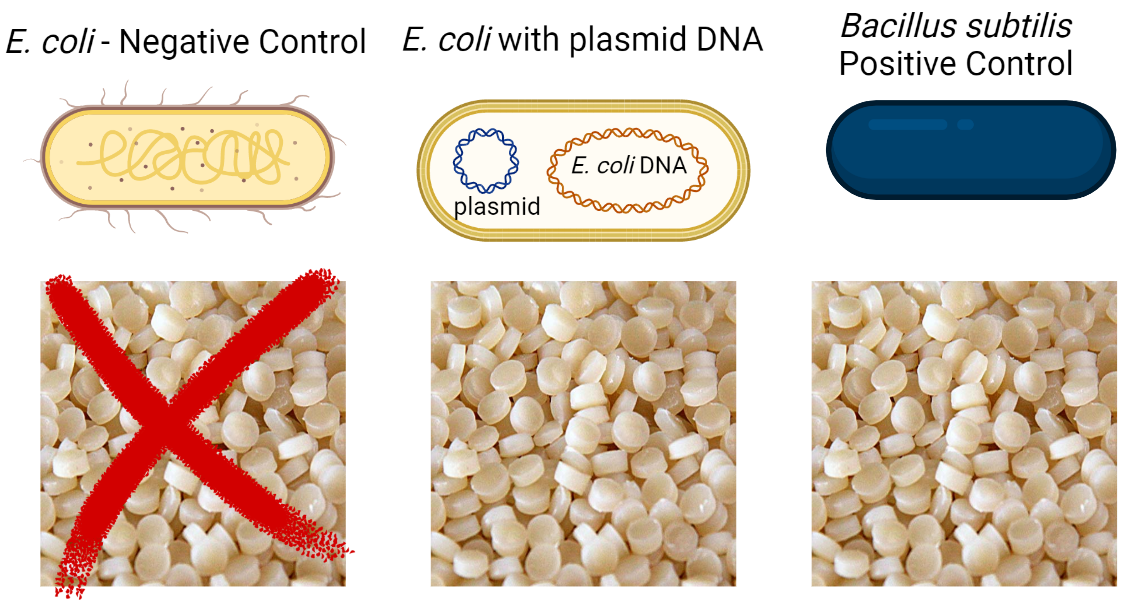 E. coli - Negative Control
E. coli with plasmid DNA
Bacillus subtilis
Positive Control
E. coli DNA
plasmid